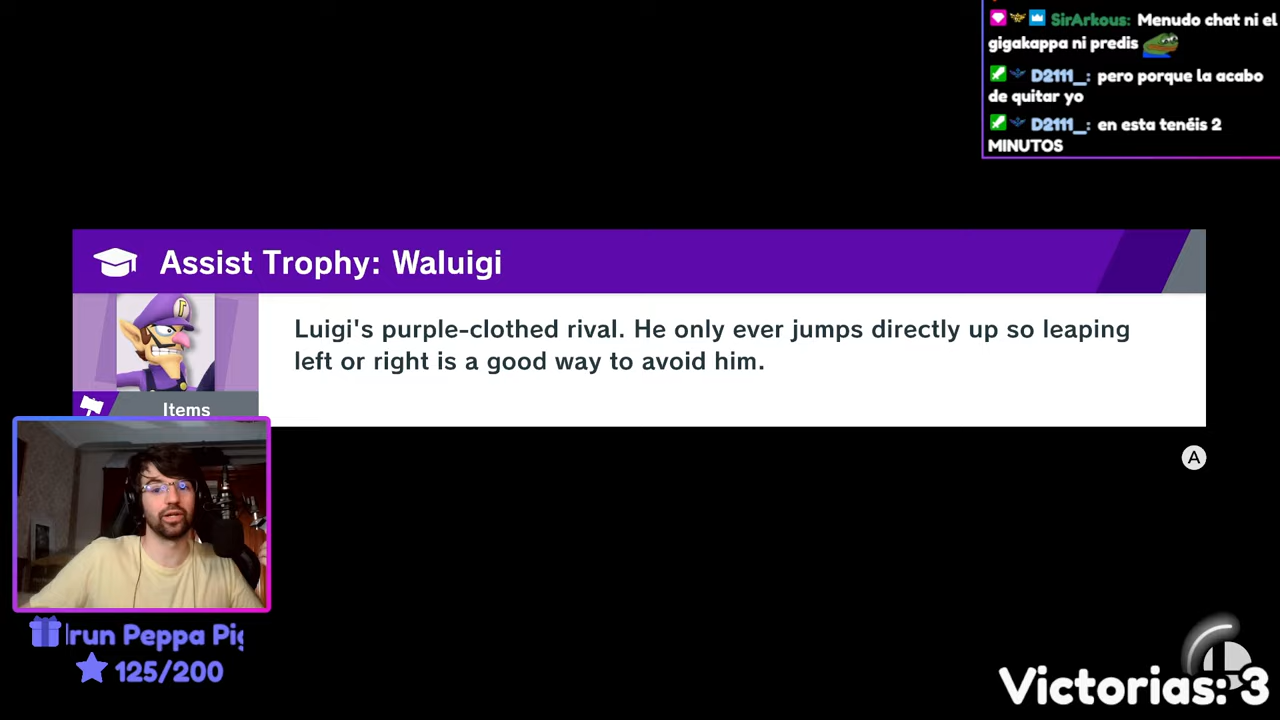 SirArkous: Menudo chat ni el
gigakappa ni predis
D2111_: pero porque la acabo
de quitar yo
D2111_: en esta tenéis 2
MINUTOS
Assist Trophy: Waluigi
Luigi's purple-clothed rival. He only ever jumps directly up so leaping
left or right is a good way to avoid him.
Items
A
run Peppa Pig
125/200
Victorias: 3